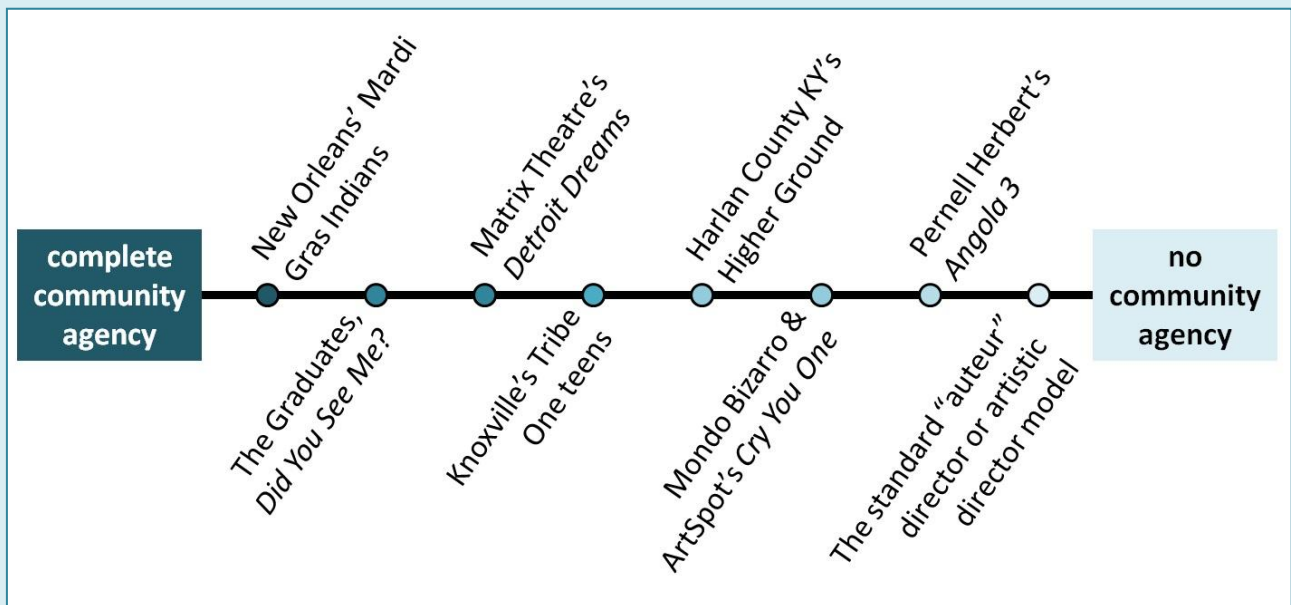 complete
community
agency
New Orleans’ Mardi
Gras Indians
The Graduates,
Did You See Me?
Matrix Theatre’s
Detroit Dreams
Knoxville’s Tribe
One teens
Harlan County KY’s
Higher Ground
Mondo Bizarro &
ArtSpot’s Cry You One
Pernell Herbert’s
Angola 3
The standard “auteur”
director or artistic
director model
no
community
agency